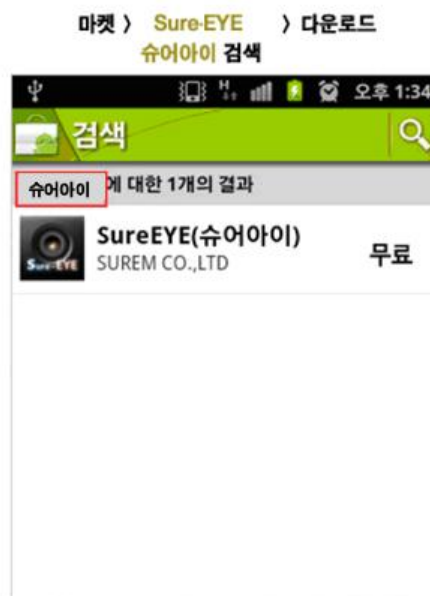 마켓 〉 Sure-EYE 〉 다운로드
슈어아이 검색
H 오후 1:34
검색
슈어아이 에 대한 1개의 결과
Sure-EYE
SureEYE(슈어아이)
SUREM CO.,LTD
무료